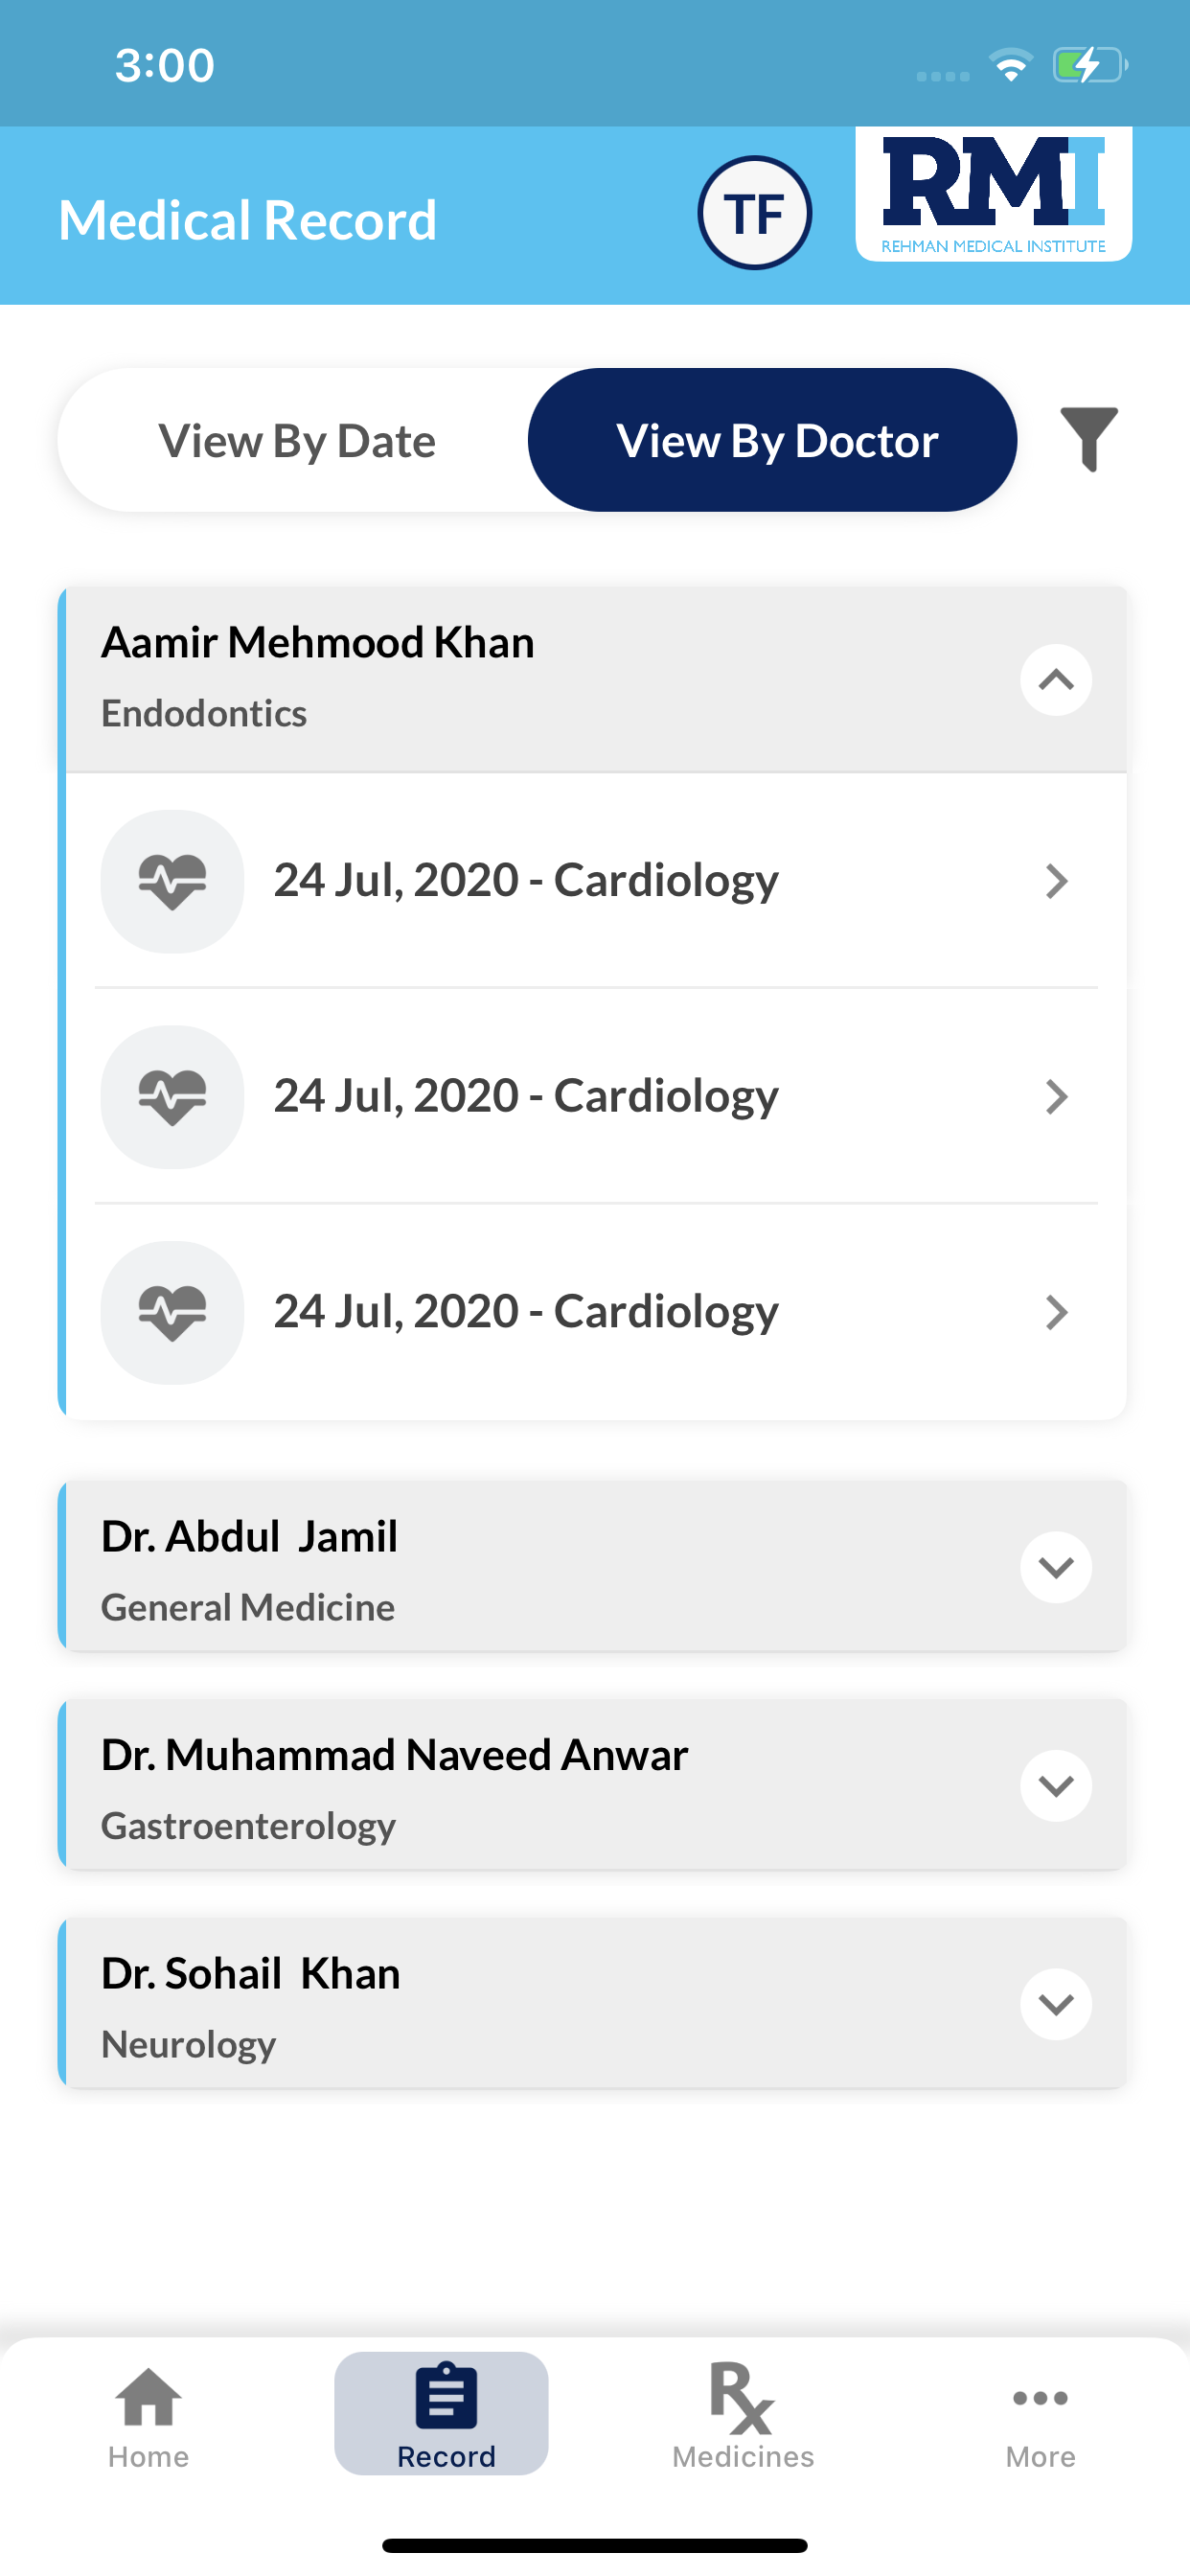 3:00
Medical Record
TF
RMI
REHMAN MEDICAL INSTITUTE
View By Date
View By Doctor
Aamir Mehmood Khan
Endodontics
24 Jul, 2020 - Cardiology
24 Jul, 2020 - Cardiology
24 Jul, 2020 - Cardiology
Dr. Abdul  Jamil
General Medicine
Dr. Muhammad Naveed Anwar
Gastroenterology
Dr. Sohail  Khan
Neurology
Home
Record
Rx
Medicines
More